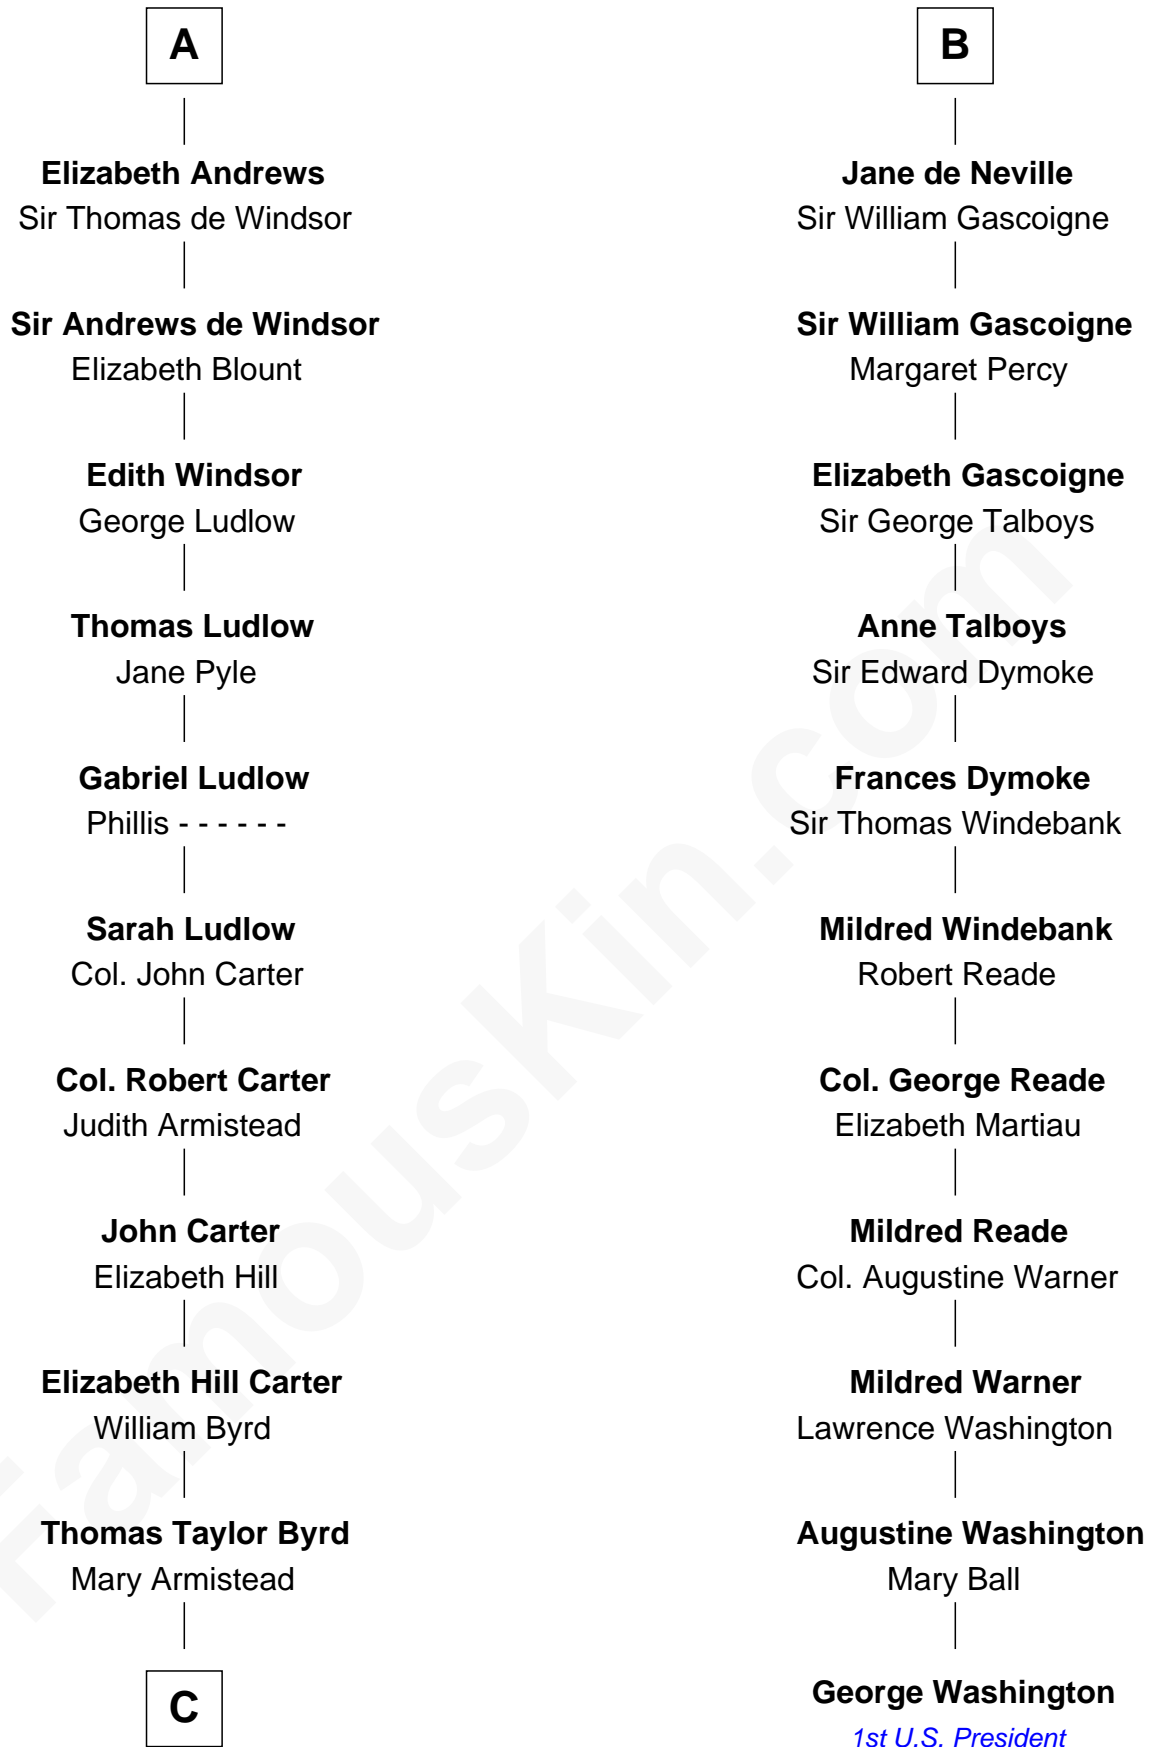 A
Elizabeth Andrews
Sir Thomas de Windsor
Sir Andrews de Windsor
Elizabeth Blount
Edith Windsor
George Ludlow
Thomas Ludlow
Jane Pyle
Gabriel Ludlow
Phillis - - - - - -
Sarah Ludlow
Col. John Carter
Col. Robert Carter
Judith Armistead
John Carter
Elizabeth Hill
Elizabeth Hill Carter
William Byrd
Thomas Taylor Byrd
Mary Armistead
C
B
Jane de Neville
Sir William Gascoigne
Sir William Gascoigne
Margaret Percy
Elizabeth Gascoigne
Sir George Talboys
Anne Talboys
Sir Edward Dymoke
Frances Dymoke
Sir Thomas Windebank
Mildred Windebank
Robert Reade
Col. George Reade
Elizabeth Martiau
Mildred Reade
Col. Augustine Warner
Mildred Warner
Lawrence Washington
Augustine Washington
Mary Ball
George Washington
1st U.S. President
FamousKin.com